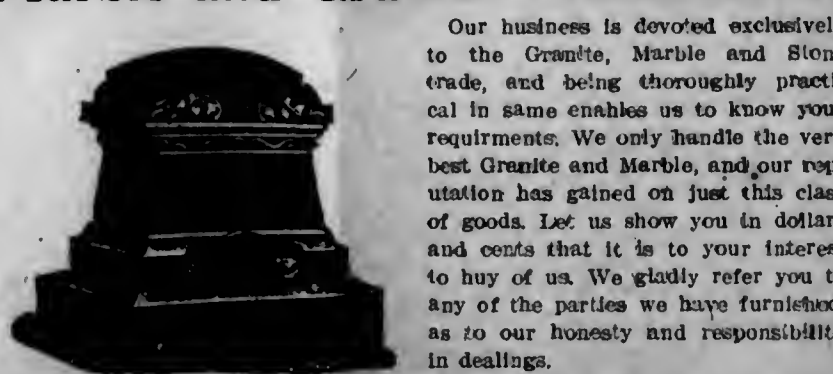 Our business is devoted exclusivel
to the Granite, Marble and Ston
trade, and being thoroughly practi
cal in same enables us to know you
requirments. We only handle the ver
best Granite and Marble, and our rep
utation has gained on just this clas
of goods. Let us show you in dollar
and cents that it is to your interes
to buy of us. We gladly refer you t
any of the parties we have furnished
as to our honesty and responsibilit
in dealings.